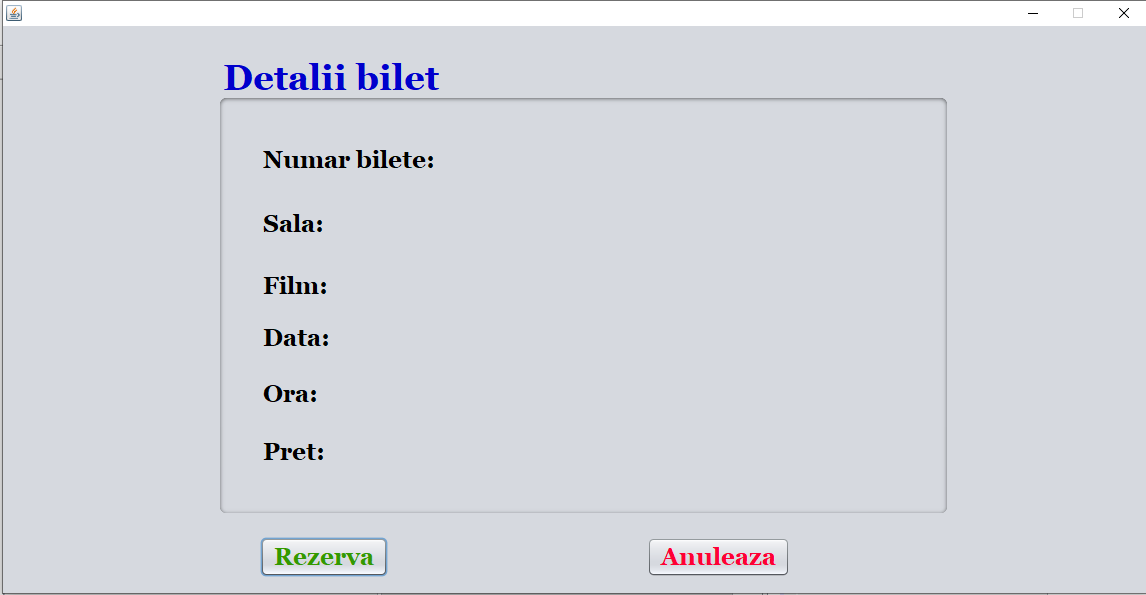 Detalii bilet
Numar bilete:
Sala:
Film:
Data:
Ora:
Pret:
Rezerva
Anuleaza